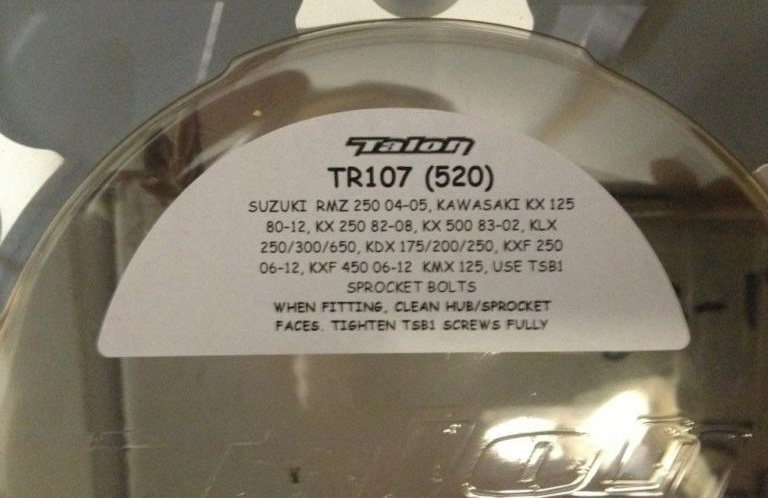 Talon
TR107 (520)
SUZUKI RMZ 250 04-05, KAWASAKI KX 125
80-12, KX 250 82-08, KX 500 83-02, KLX
250/300/650, KDX 175/200/250, KXF 250
06-12, KXF 450 06-12 KMX 125, USE TSB1
SPROCKET BOLTS
WHEN FITTING, CLEAN HUB/SPROCKET
FACES. TIGHTEN TSB1 SCREWS FULLY
Talon